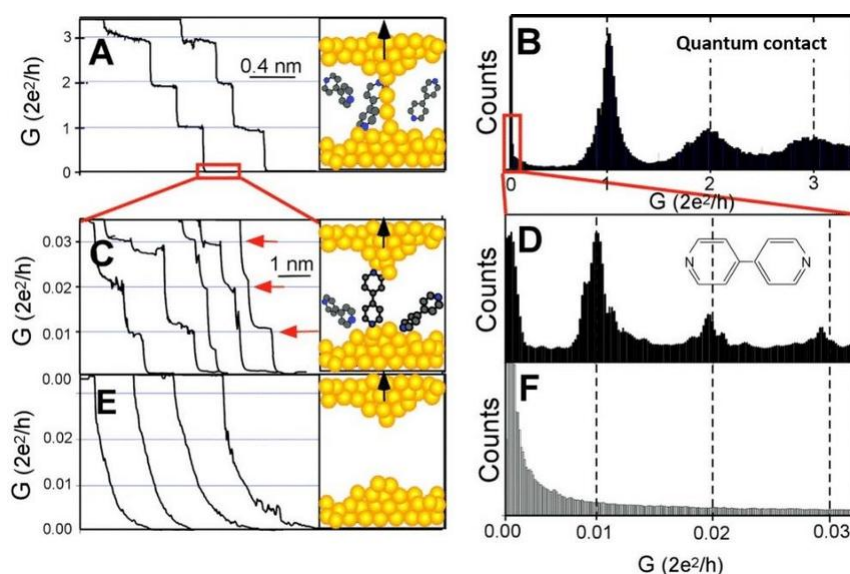 A
G (2e²/h)
3
2
1
0
0.4 nm
B
Quantum contact
Counts
0
1
2
3
G (2e²/h)
C
G (2e²/h)
0.03
0.02
0.01
1 nm
D
Counts
N
N
E
G (2e²/h)
0.00
0.02
0.01
0.00
F
Counts
0.00
0.01
0.02
0.03
G (2e²/h)